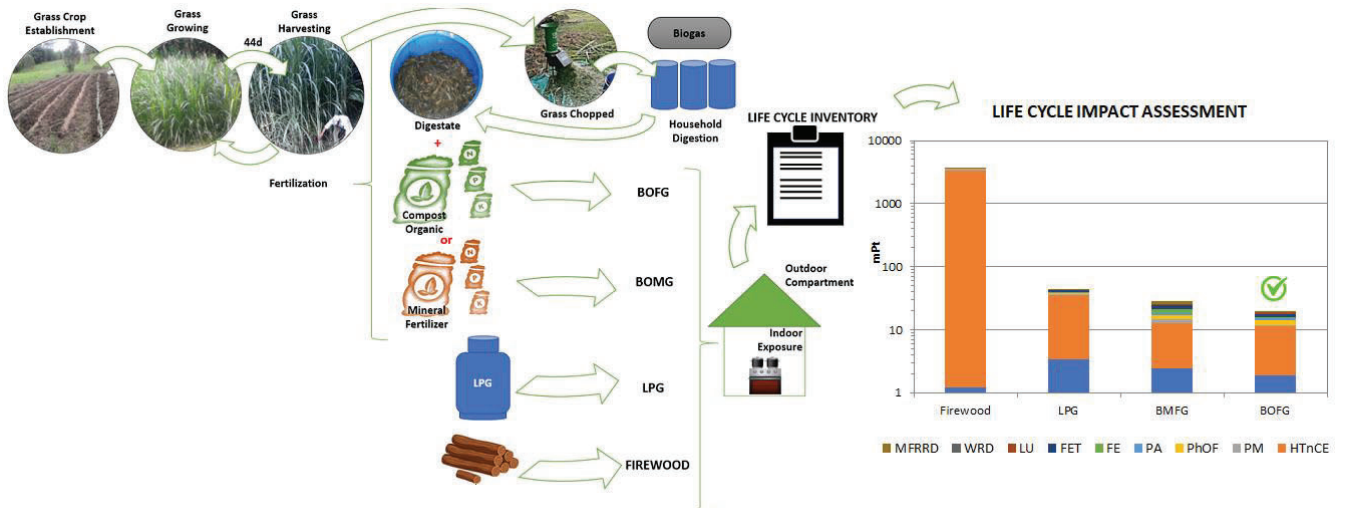 Grass Crop
Establishment
Grass
Growing
44d
Grass
Harvesting
Fertilization
Digestate
+
Compost
Organic
N
P
K
or
Mineral
Fertilizer
N
P
K
LPG
Grass Chopped
Biogas
Household
Digestion
BOFG
BOMG
LPG
FIREWOOD
LIFE CYCLE INVENTORY
Outdoor
Compartment
Indoor
Exposure
LIFE CYCLE IMPACT ASSESSMENT
mPt
10000
1000
100
10
1
Firewood LPG BMFG BOFG
MFRRD WRD LU FET FE PA PhOF PM HTnCE